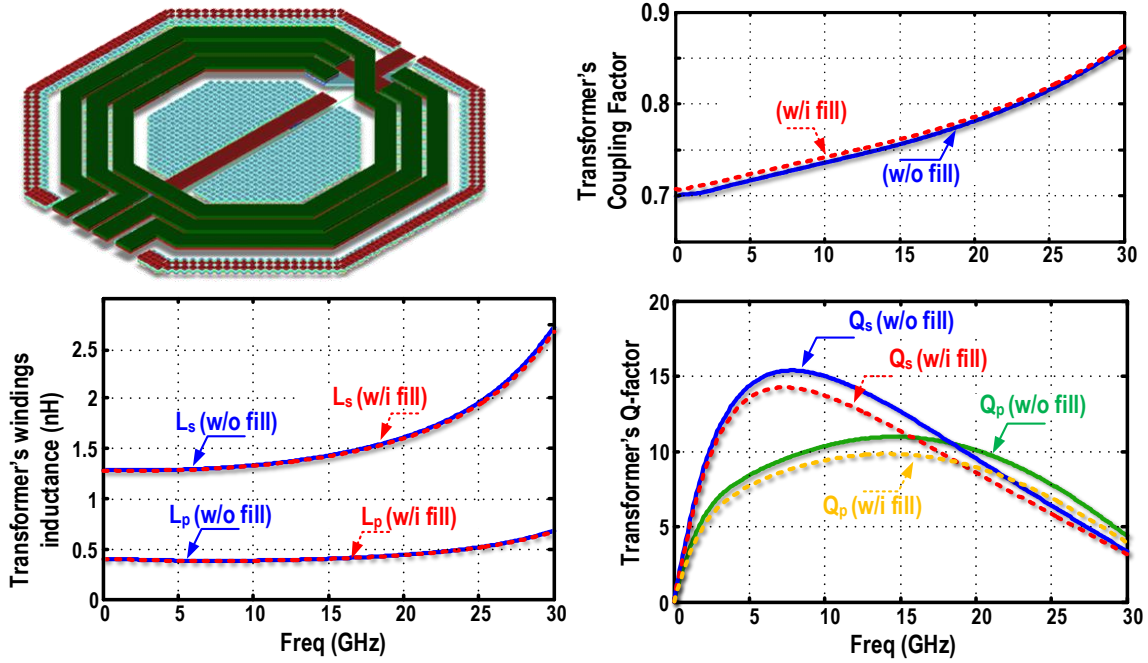 0.9
0.8
0.7
Transformer's
Coupling Factor
(w/i fill)
(w/o fill)
0 5 10 15 20 25 30
2.5
2
1.5
1
0.5
0
Transformer's windings
inductance (nH)
Ls (w/o fill)
Ls (w/i fill)
Lp (w/o fill)
Lp (w/i fill)
0 5 10 15 20 25 30
Freq (GHz)
20
15
10
5
0
Transformer's Q-factor
Qs (w/o fill)
Qs (w/i fill)
Qp (w/o fill)
Qp (w/i fill)
0 5 10 15 20 25 30
Freq (GHz)